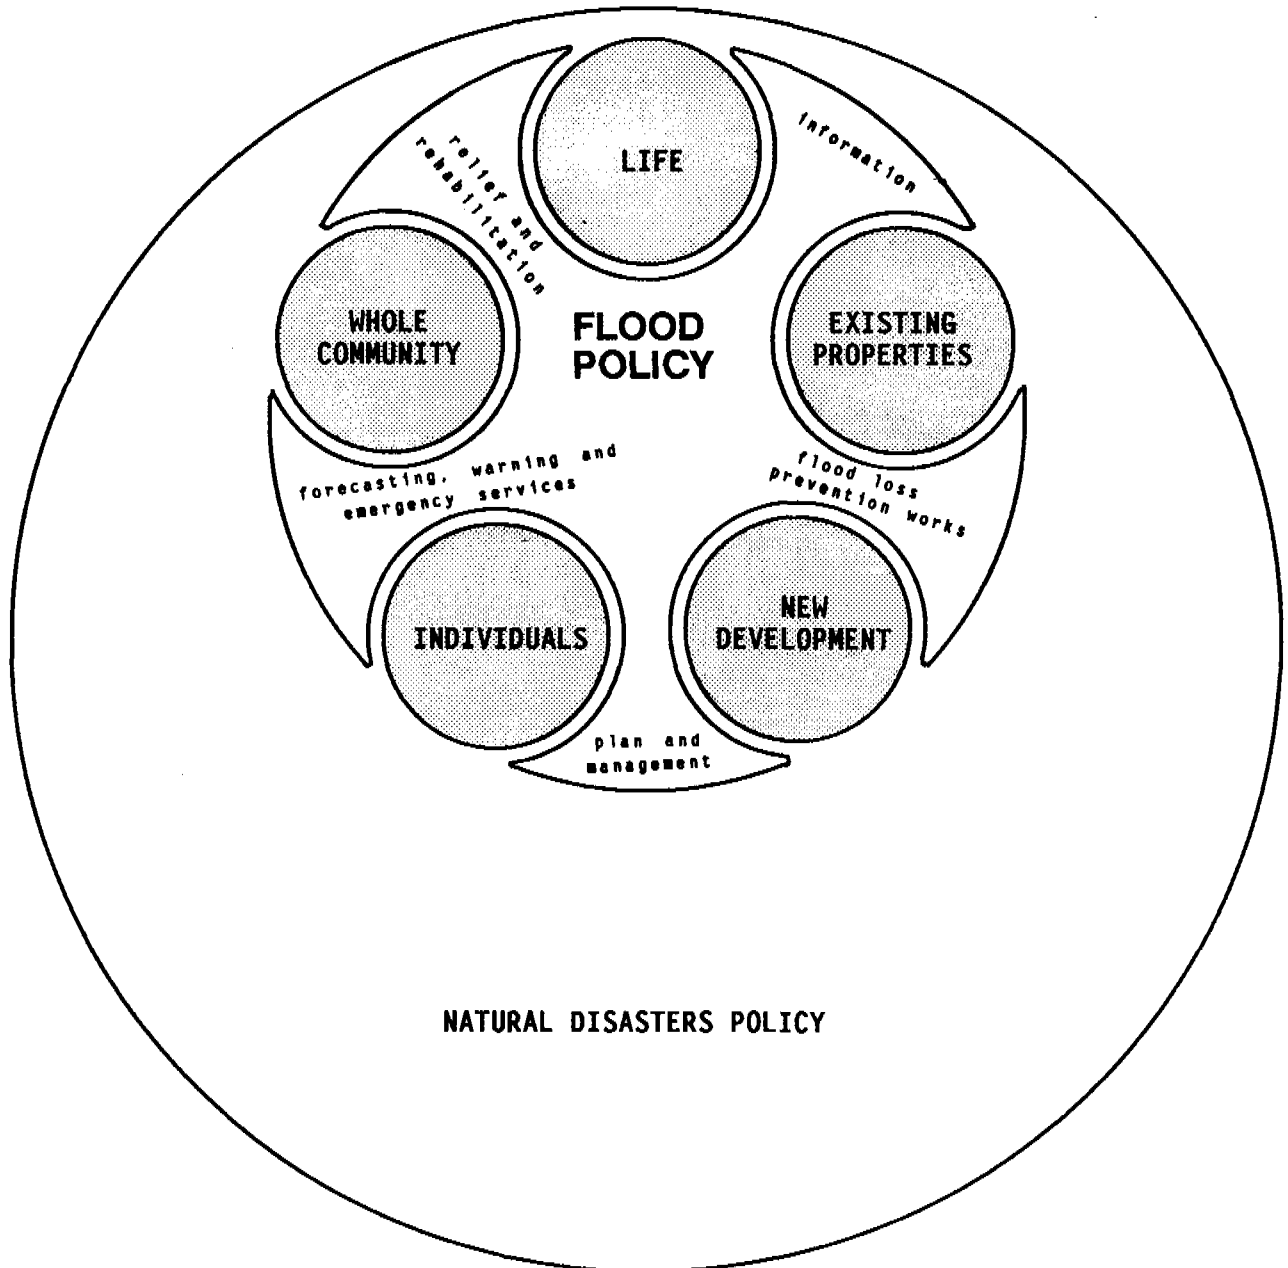 LIFE
information
relief and
rehabilitation
WHOLE
COMMUNITY
FLOOD
POLICY
EXISTING
PROPERTIES
forecasting, warning and
emergency services
flood loss
prevention works
INDIVIDUALS
NEW
DEVELOPMENT
plan and
management
NATURAL DISASTERS POLICY